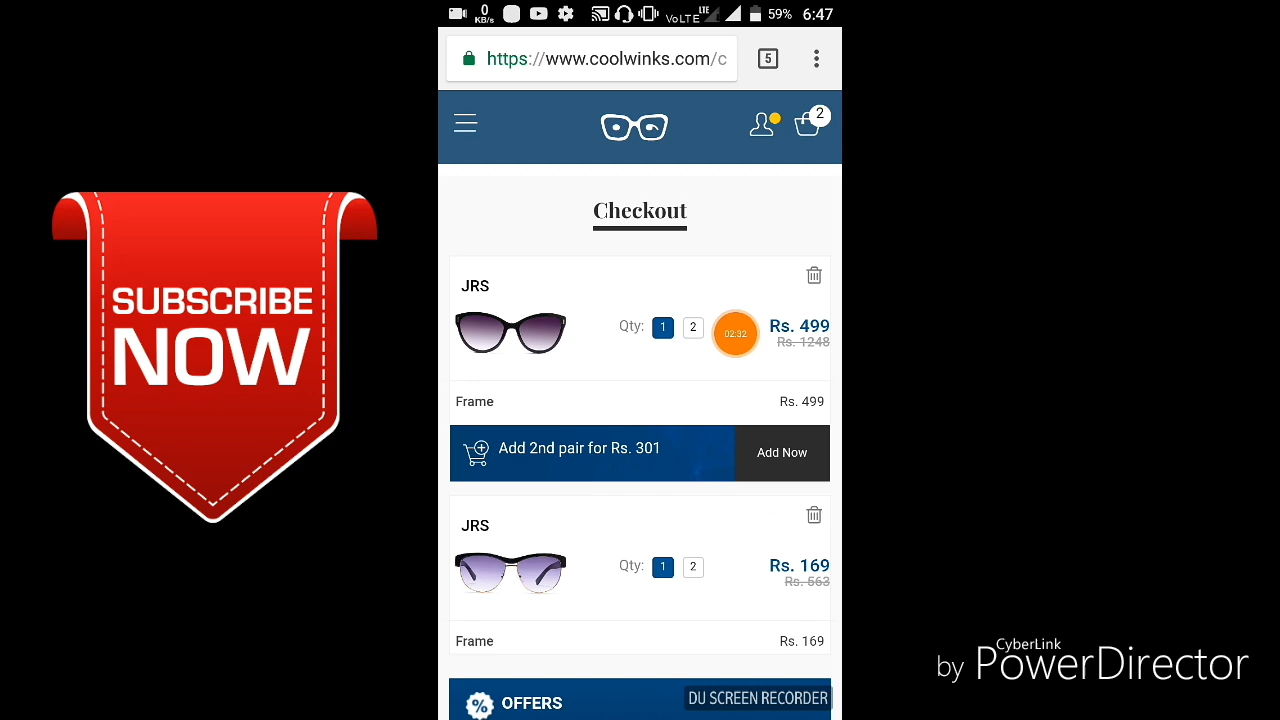 0
KB/s
VoLTE
LTE
59%
6:47
https://www.coolwinks.com/c
5
2
Checkout
JRS
Qty: 1 2
02:32
Rs. 499
Rs. 1248
Frame
Rs. 499
Add 2nd pair for Rs. 301
Add Now
JRS
Qty: 1 2
Rs. 169
Rs. 563
Frame
Rs. 169
% OFFERS
DU SCREEN RECORDER
SUBSCRIBE
NOW
CyberLink
by PowerDirector